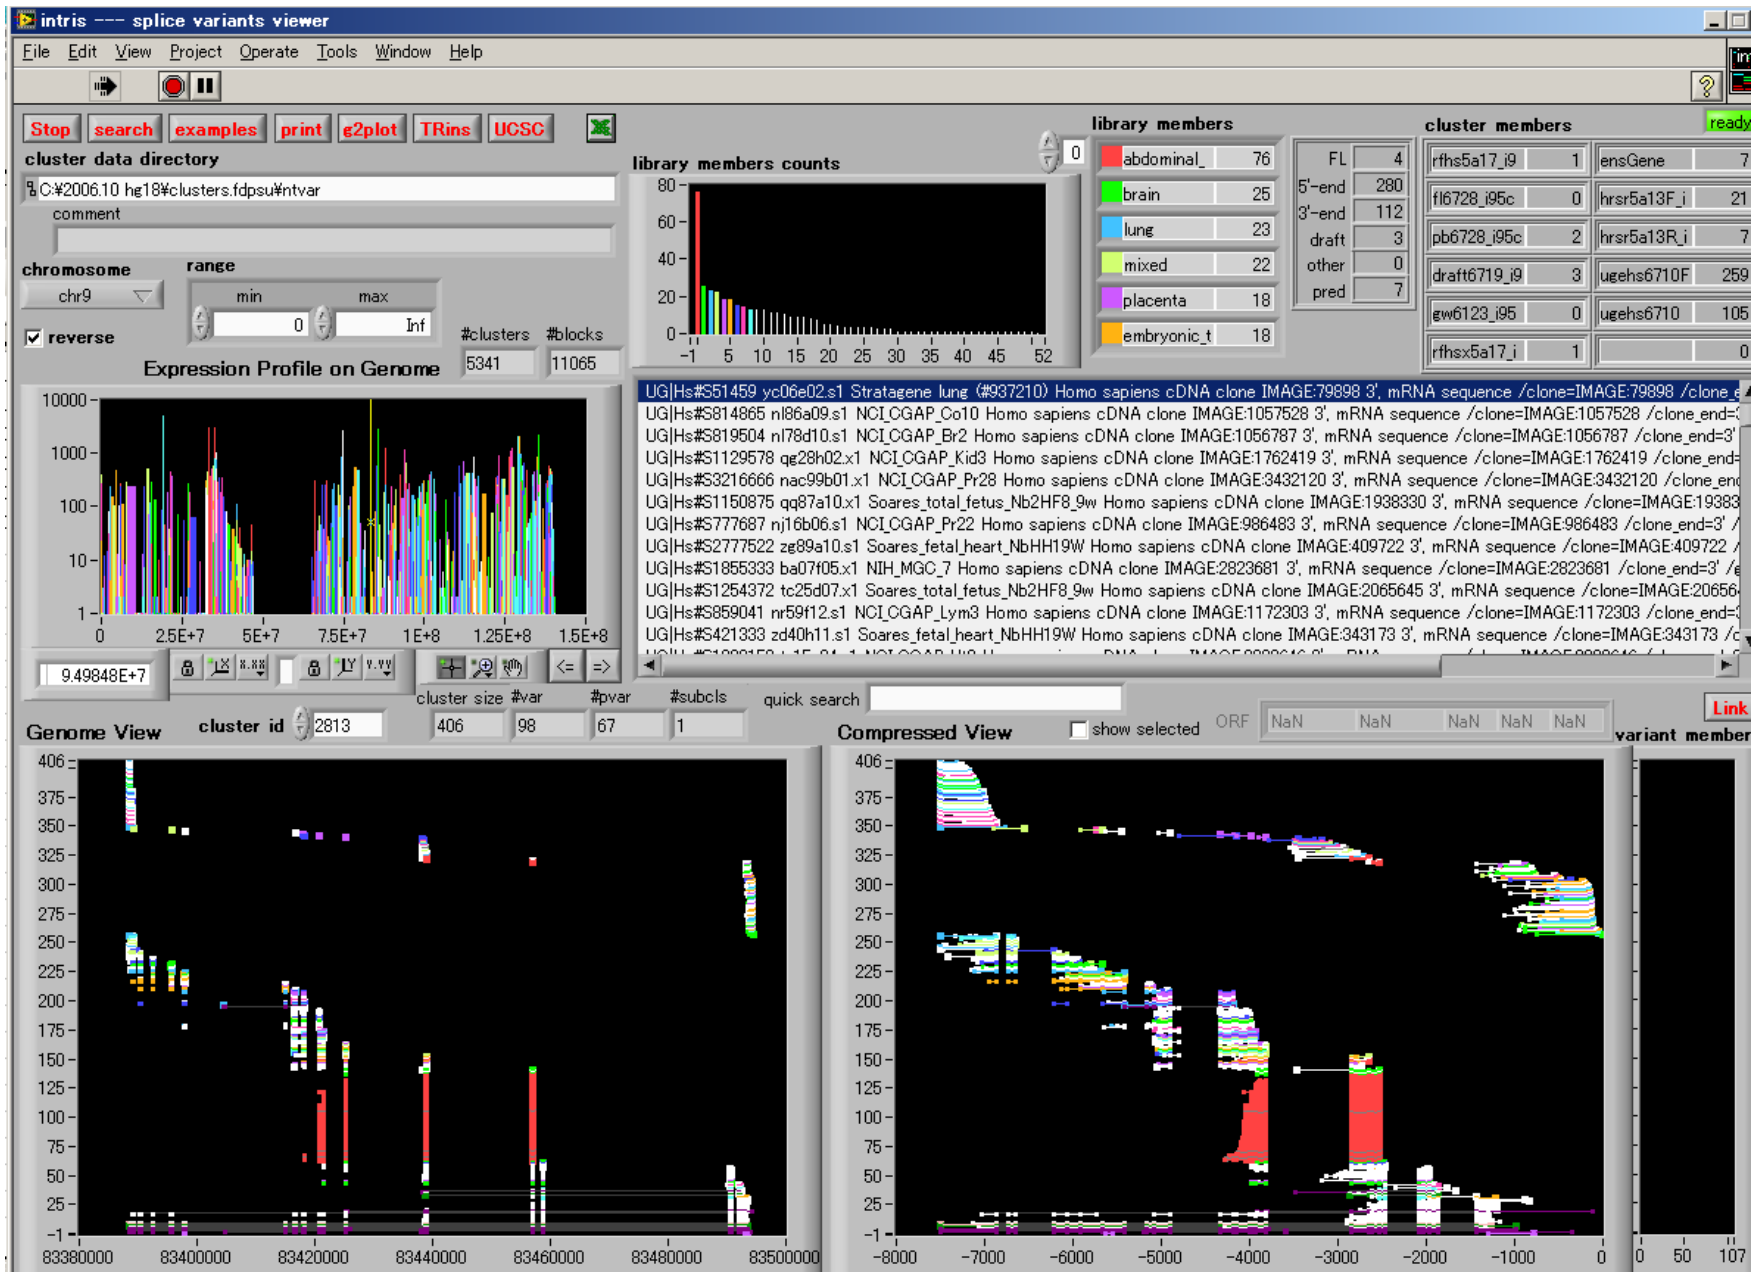 intris --- splice variants viewer
File Edit View Project Operate Tools Window Help
Stop search examples print g2plot TRins UCSC
cluster data directory
C:¥2006.10 hg18¥clusters.fdpsu¥ntvar
comment
chromosome range
chr9 min max
0 Inf
reverse
#clusters #blocks
5341 11065
library members counts
0
80
60
40
20
0
-1 5 10 15 20 25 30 35 40 45 52
library members
abdominal_ 76
brain 25
lung 23
mixed 22
placenta 18
embryonic_t 18
FL 4
5'-end 280
3'-end 112
draft 3
other 0
pred 7
cluster members ready
rfhs5a17_i9 1 ensGene 7
fl6728_i95c 0 hrsr5a13F_i 21
pb6728_i95c 2 hrsr5a13R_i 7
draft6719_i9 3 ugehs6710F 259
gw6123_i95 0 ugehs6710 105
rfhsx5a17_i 1 0
Expression Profile on Genome
10000
1000
100
10
1
0 2.5E+7 5E+7 7.5E+7 1E+8 1.25E+8 1.5E+8
9.49848E+7
<= =>
UG|Hs#S51459 yc06e02.s1 Stratagene lung (#937210) Homo sapiens cDNA clone IMAGE:79898 3', mRNA sequence /clone=IMAGE:79898 /clone_e
UG|Hs#S814865 nl86a09.s1 NCI_CGAP_Co10 Homo sapiens cDNA clone IMAGE:1057528 3', mRNA sequence /clone=IMAGE:1057528 /clone_end=
UG|Hs#S819504 nl78d10.s1 NCI_CGAP_Br2 Homo sapiens cDNA clone IMAGE:1056787 3', mRNA sequence /clone=IMAGE:1056787 /clone_end=3'
UG|Hs#S1129578 qg28h02.x1 NCI_CGAP_Kid3 Homo sapiens cDNA clone IMAGE:1762419 3', mRNA sequence /clone=IMAGE:1762419 /clone_end=
UG|Hs#S3216666 nac99b01.x1 NCI_CGAP_Pr28 Homo sapiens cDNA clone IMAGE:3432120 3', mRNA sequence /clone=IMAGE:3432120 /clone_en
UG|Hs#S1150875 qq87a10.x1 Soares_total_fetus_Nb2HF8_9w Homo sapiens cDNA clone IMAGE:1938330 3', mRNA sequence /clone=IMAGE:19383
UG|Hs#S777687 nj16b06.s1 NCI_CGAP_Pr22 Homo sapiens cDNA clone IMAGE:986483 3', mRNA sequence /clone=IMAGE:986483 /clone_end=3' /
UG|Hs#S2777522 zg89a10.s1 Soares_fetal_heart_NbHH19W Homo sapiens cDNA clone IMAGE:409722 3', mRNA sequence /clone=IMAGE:409722 /
UG|Hs#S1855333 ba07f05.x1 NIH_MGC_7 Homo sapiens cDNA clone IMAGE:2823681 3', mRNA sequence /clone=IMAGE:2823681 /clone_end=3' /
UG|Hs#S1254372 tc25d07.x1 Soares_total_fetus_Nb2HF8_9w Homo sapiens cDNA clone IMAGE:2065645 3', mRNA sequence /clone=IMAGE:20656
UG|Hs#S859041 nr59f12.s1 NCI_CGAP_Lym3 Homo sapiens cDNA clone IMAGE:1172303 3', mRNA sequence /clone=IMAGE:1172303 /clone_end=
UG|Hs#S421333 zd40h11.s1 Soares_fetal_heart_NbHH19W Homo sapiens cDNA clone IMAGE:343173 3', mRNA sequence /clone=IMAGE:343173 /c
cluster size #var #pvar #subcls quick search
Genome View cluster id 2813 406 98 67 1
Compressed View show selected ORF NaN NaN NaN NaN NaN
Link
variant member
406
375
350
325
300
275
250
225
200
175
150
125
100
75
50
25
-1
83380000 83400000 83420000 83440000 83460000 83480000 83500000
406
375
350
325
300
275
250
225
200
175
150
125
100
75
50
25
-1
-8000 -7000 -6000 -5000 -4000 -3000 -2000 -1000 0
0 50 107